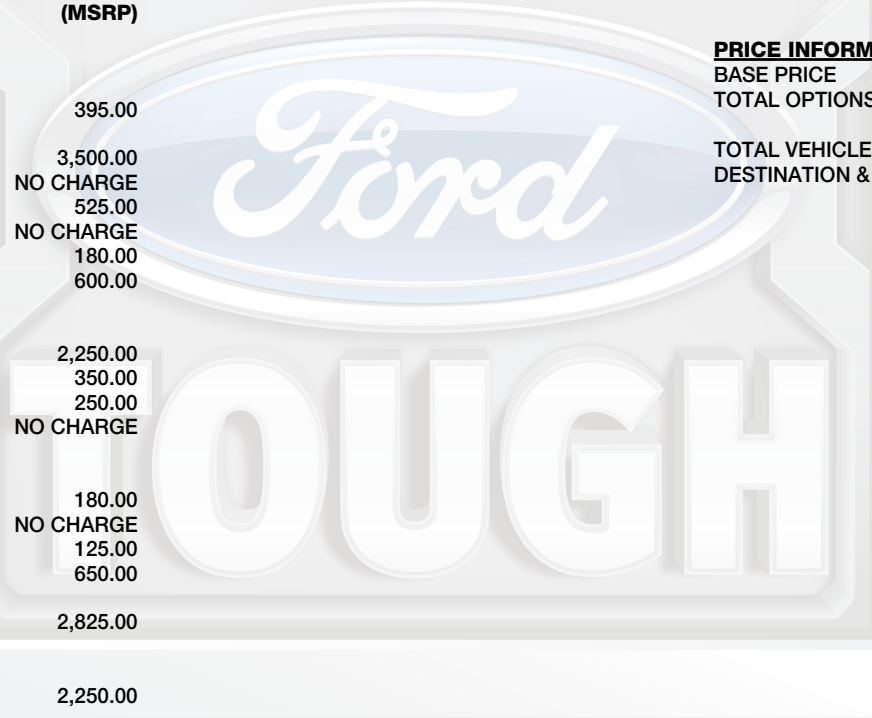 (MSRP)
395.00
3,500.00
NO CHARGE
525.00
NO CHARGE
180.00
600.00
2,250.00
350.00
250.00
NO CHARGE
180.00
NO CHARGE
125.00
650.00
2,825.00
2,250.00
PRICE INFORM
BASE PRICE
TOTAL OPTIONS
TOTAL VEHICLE
DESTINATION &
Ford
TOUGH